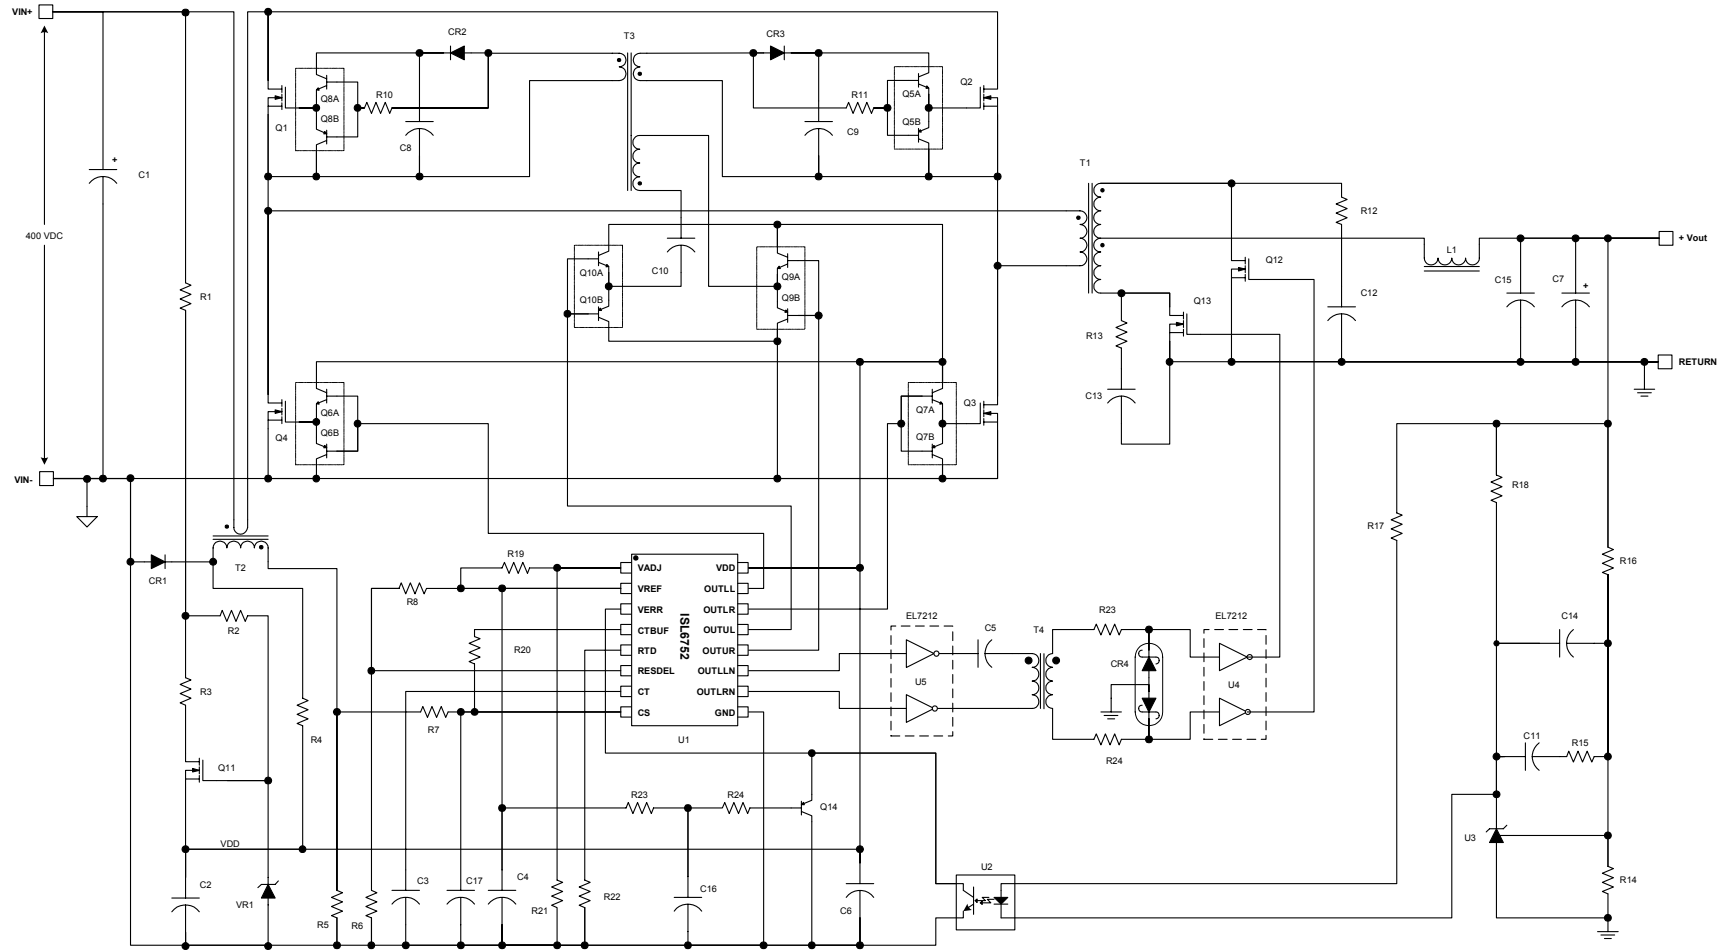 VIN+
CR2
T3
CR3
Q8A
Q8B
R10
Q1
C8
R11
C9
Q5A
Q5B
Q2
+
C1
T1
400 VDC
R12
+ Vout
L1
Q10A
Q10B
C10
Q9A
Q9B
Q12
C15
C7
+
R1
Q13
C12
R13
RETURN
C13
Q6A
Q6B
Q4
Q7A
Q7B
Q3
VIN-
R18
R17
T2
CR1
R19
R8
VADJ
VREF
VERR
CTBUF
RTD
RESDEL
CT
CS
ISL6752
VDD
OUTLL
OUTLR
OUTUL
OUTUR
OUTLLN
OUTLRN
GND
U1
R16
R2
R20
EL7212
C5
T4
R23
EL7212
C14
CR4
U5
U4
R3
R4
R7
R24
C11
R15
Q11
R23
R24
Q14
VDD
U3
C2
VR1
R5
R6
C3
C17
C4
R21
R22
C16
C6
U2
R14